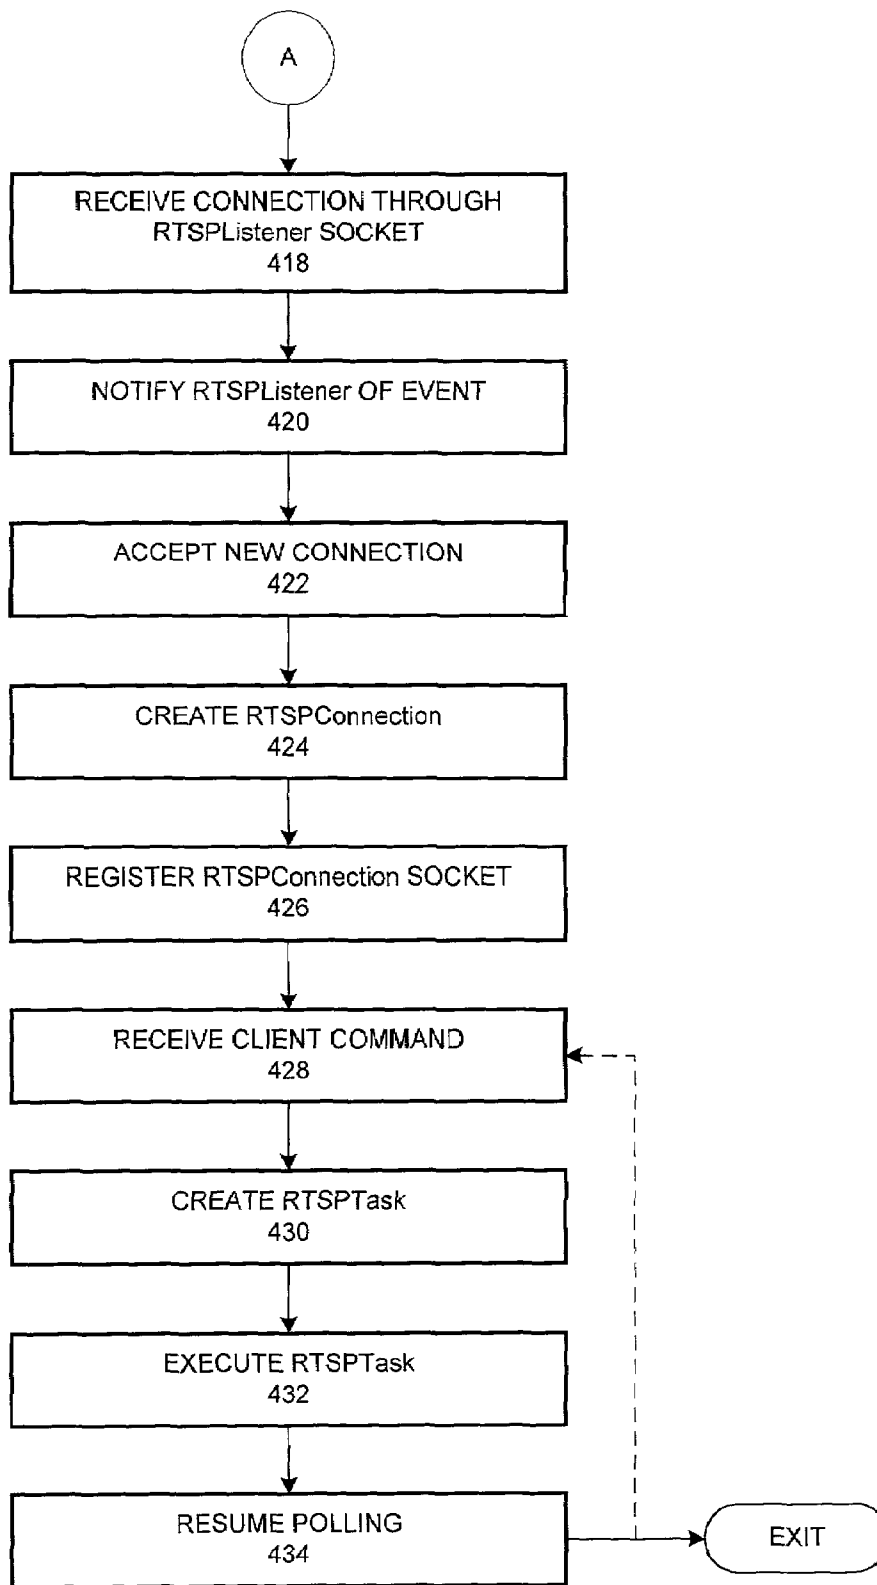 A
RECEIVE CONNECTION THROUGH
RTSPListener SOCKET
418
NOTIFY RTSPListener OF EVENT
420
ACCEPT NEW CONNECTION
422
CREATE RTSPConnection
424
REGISTER RTSPConnection SOCKET
426
RECEIVE CLIENT COMMAND
428
CREATE RTSPTask
430
EXECUTE RTSPTask
432
RESUME POLLING
434
EXIT